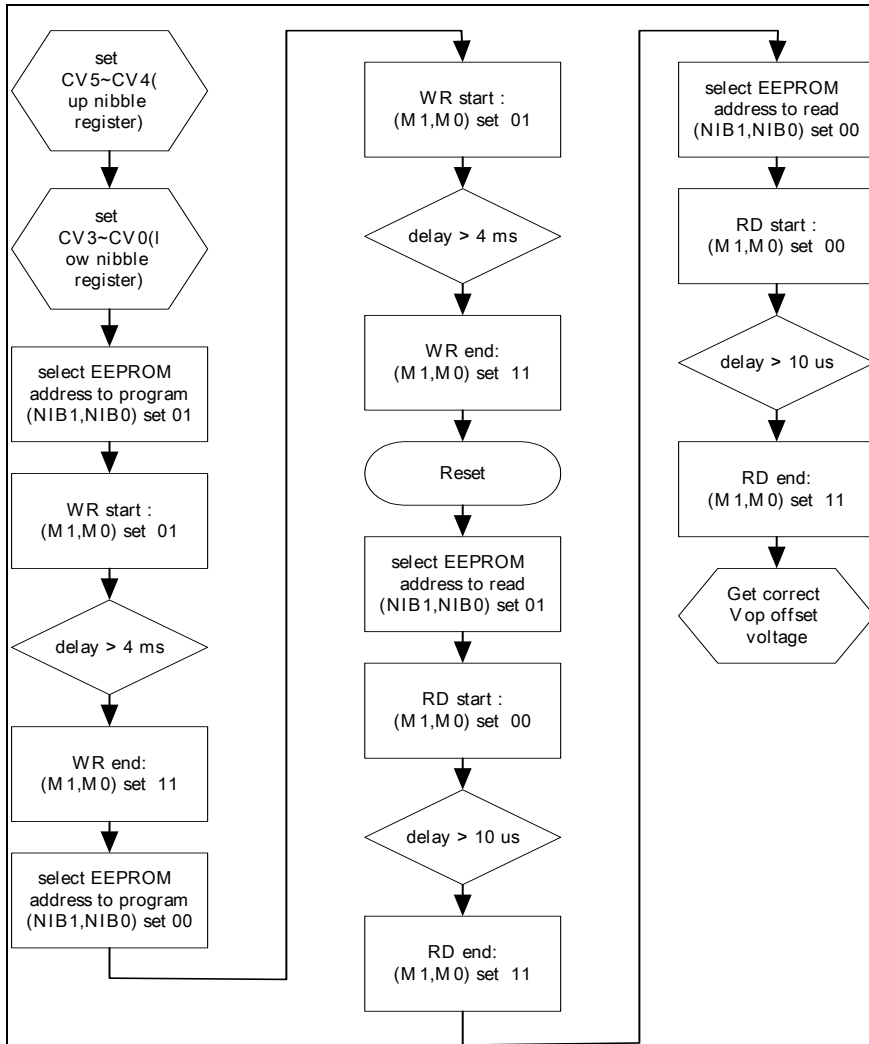 set
CV5~CV4(
up nibble
register)
set
CV3~CV0(l
ow nibble
register)
select EEPROM
address to program
(NIB1,NIB0) set 01
WR start :
(M1,M0) set 01
delay > 4 ms
WR end:
(M1,M0) set 11
select EEPROM
address to program
(NIB1,NIB0) set 00
WR start :
(M1,M0) set 01
delay > 4 ms
WR end:
(M1,M0) set 11
Reset
select EEPROM
address to read
(NIB1,NIB0) set 01
RD start :
(M1,M0) set 00
delay > 10 us
RD end:
(M1,M0) set 11
select EEPROM
address to read
(NIB1,NIB0) set 00
RD start :
(M1,M0) set 00
delay > 10 us
RD end:
(M1,M0) set 11
Get correct
Vop offset
voltage